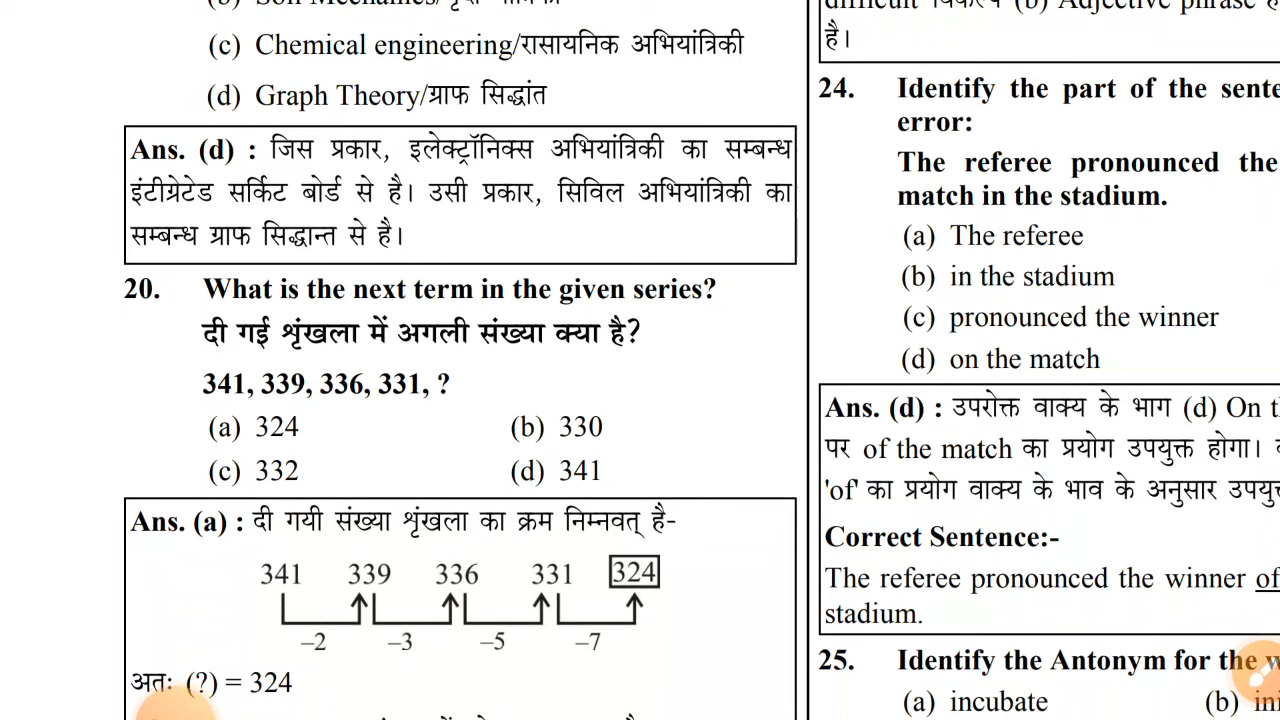 (c) Chemical engineering/रासायनिक अभियांत्रिकी
(d) Graph Theory/ग्राफ सिद्धांत
Ans. (d) : जिस प्रकार, इलेक्ट्रॉनिक्स अभियांत्रिकी का सम्बन्ध
इंटीग्रेटेड सर्किट बोर्ड से है। उसी प्रकार, सिविल अभियांत्रिकी का
सम्बन्ध ग्राफ सिद्धान्त से है।
20. What is the next term in the given series?
दी गई शृंखला में अगली संख्या क्या है?
341, 339, 336, 331, ?
(a) 324 (b) 330
(c) 332 (d) 341
Ans. (a) : दी गयी संख्या शृंखला का क्रम निम्नवत् है-
341 339 336 331 324
–2 –3 –5 –7
अतः (?) = 324
difficult विकल्प (b) Adjective phrase
है।
24. Identify the part of the
error:
The referee pronounced the
match in the stadium.
(a) The referee
(b) in the stadium
(c) pronounced the winner
(d) on the match
Ans. (d) : उपरोक्त वाक्य के भाग (d) On
पर of the match का प्रयोग उपयुक्त होगा।
'of' का प्रयोग वाक्य के भाव के अनुसार
Correct Sentence:-
The referee pronounced the winner of
stadium.
25. Identify the Antonym for the
(a) incubate (b)